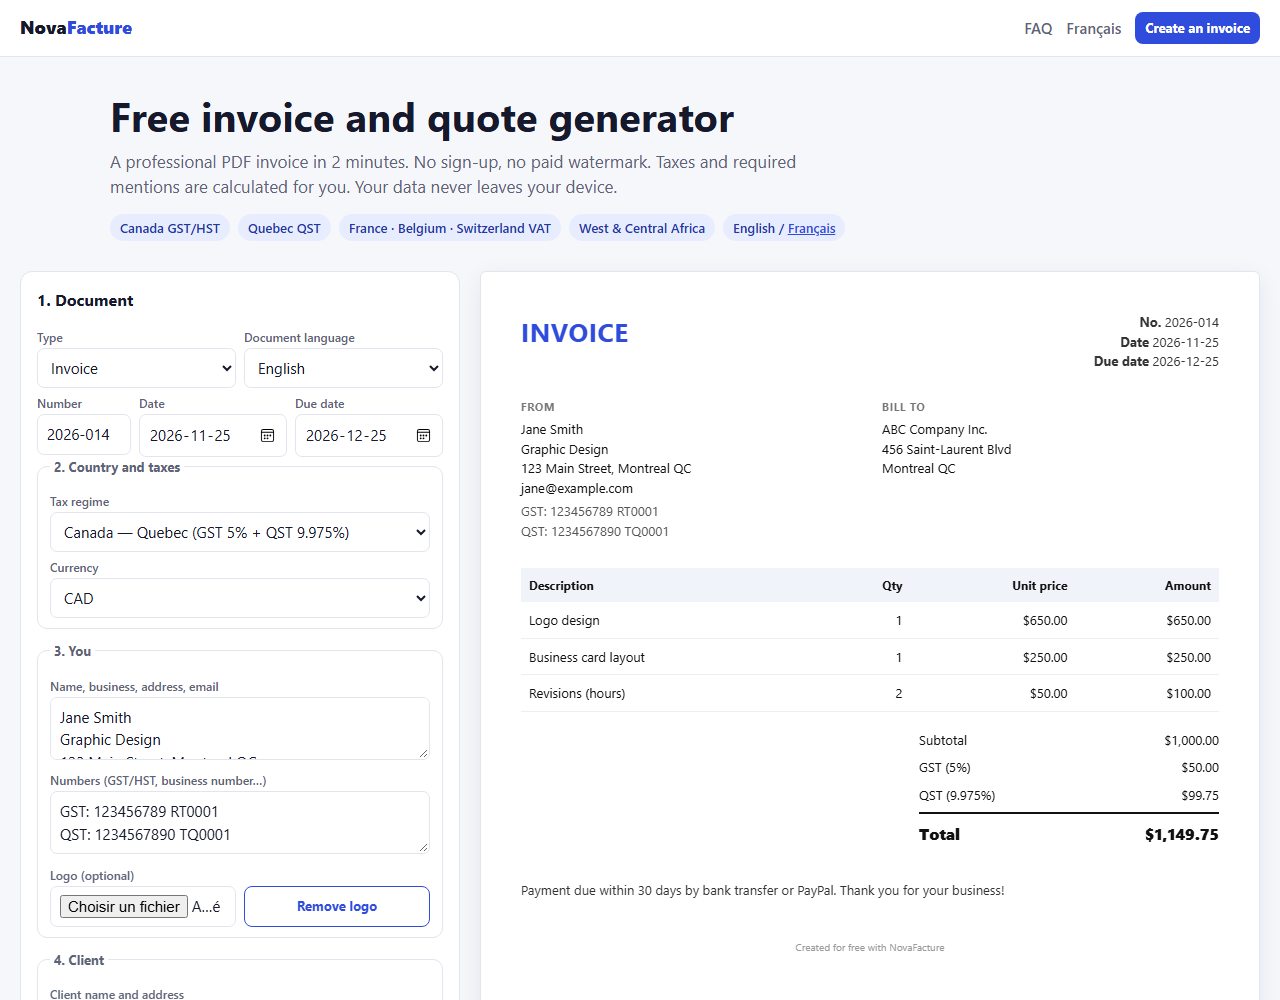 NovaFacture
FAQ Français Create an invoice
Free invoice and quote generator
A professional PDF invoice in 2 minutes. No sign-up, no paid watermark. Taxes and required
mentions are calculated for you. Your data never leaves your device.
Canada GST/HST Quebec QST France · Belgium · Switzerland VAT West & Central Africa English / Français
1. Document
Type Document language
Invoice English
Number Date Due date
2026-014 2026-11-25 2026-12-25
2. Country and taxes
Tax regime
Canada — Quebec (GST 5% + QST 9.975%)
Currency
CAD
3. You
Name, business, address, email
Jane Smith
Graphic Design
123 Main Street, Montreal QC
Numbers (GST/HST, business number…)
GST: 123456789 RT0001
QST: 1234567890 TQ0001
Logo (optional)
Choisir un fichier A...é Remove logo
4. Client
Client name and address
INVOICE
No. 2026-014
Date 2026-11-25
Due date 2026-12-25
FROM
Jane Smith
Graphic Design
123 Main Street, Montreal QC
jane@example.com
GST: 123456789 RT0001
QST: 1234567890 TQ0001
BILL TO
ABC Company Inc.
456 Saint-Laurent Blvd
Montreal QC
Description Qty Unit price Amount
Logo design 1 $650.00 $650.00
Business card layout 1 $250.00 $250.00
Revisions (hours) 2 $50.00 $100.00
Subtotal $1,000.00
GST (5%) $50.00
QST (9.975%) $99.75
Total $1,149.75
Payment due within 30 days by bank transfer or PayPal. Thank you for your business!
Created for free with NovaFacture